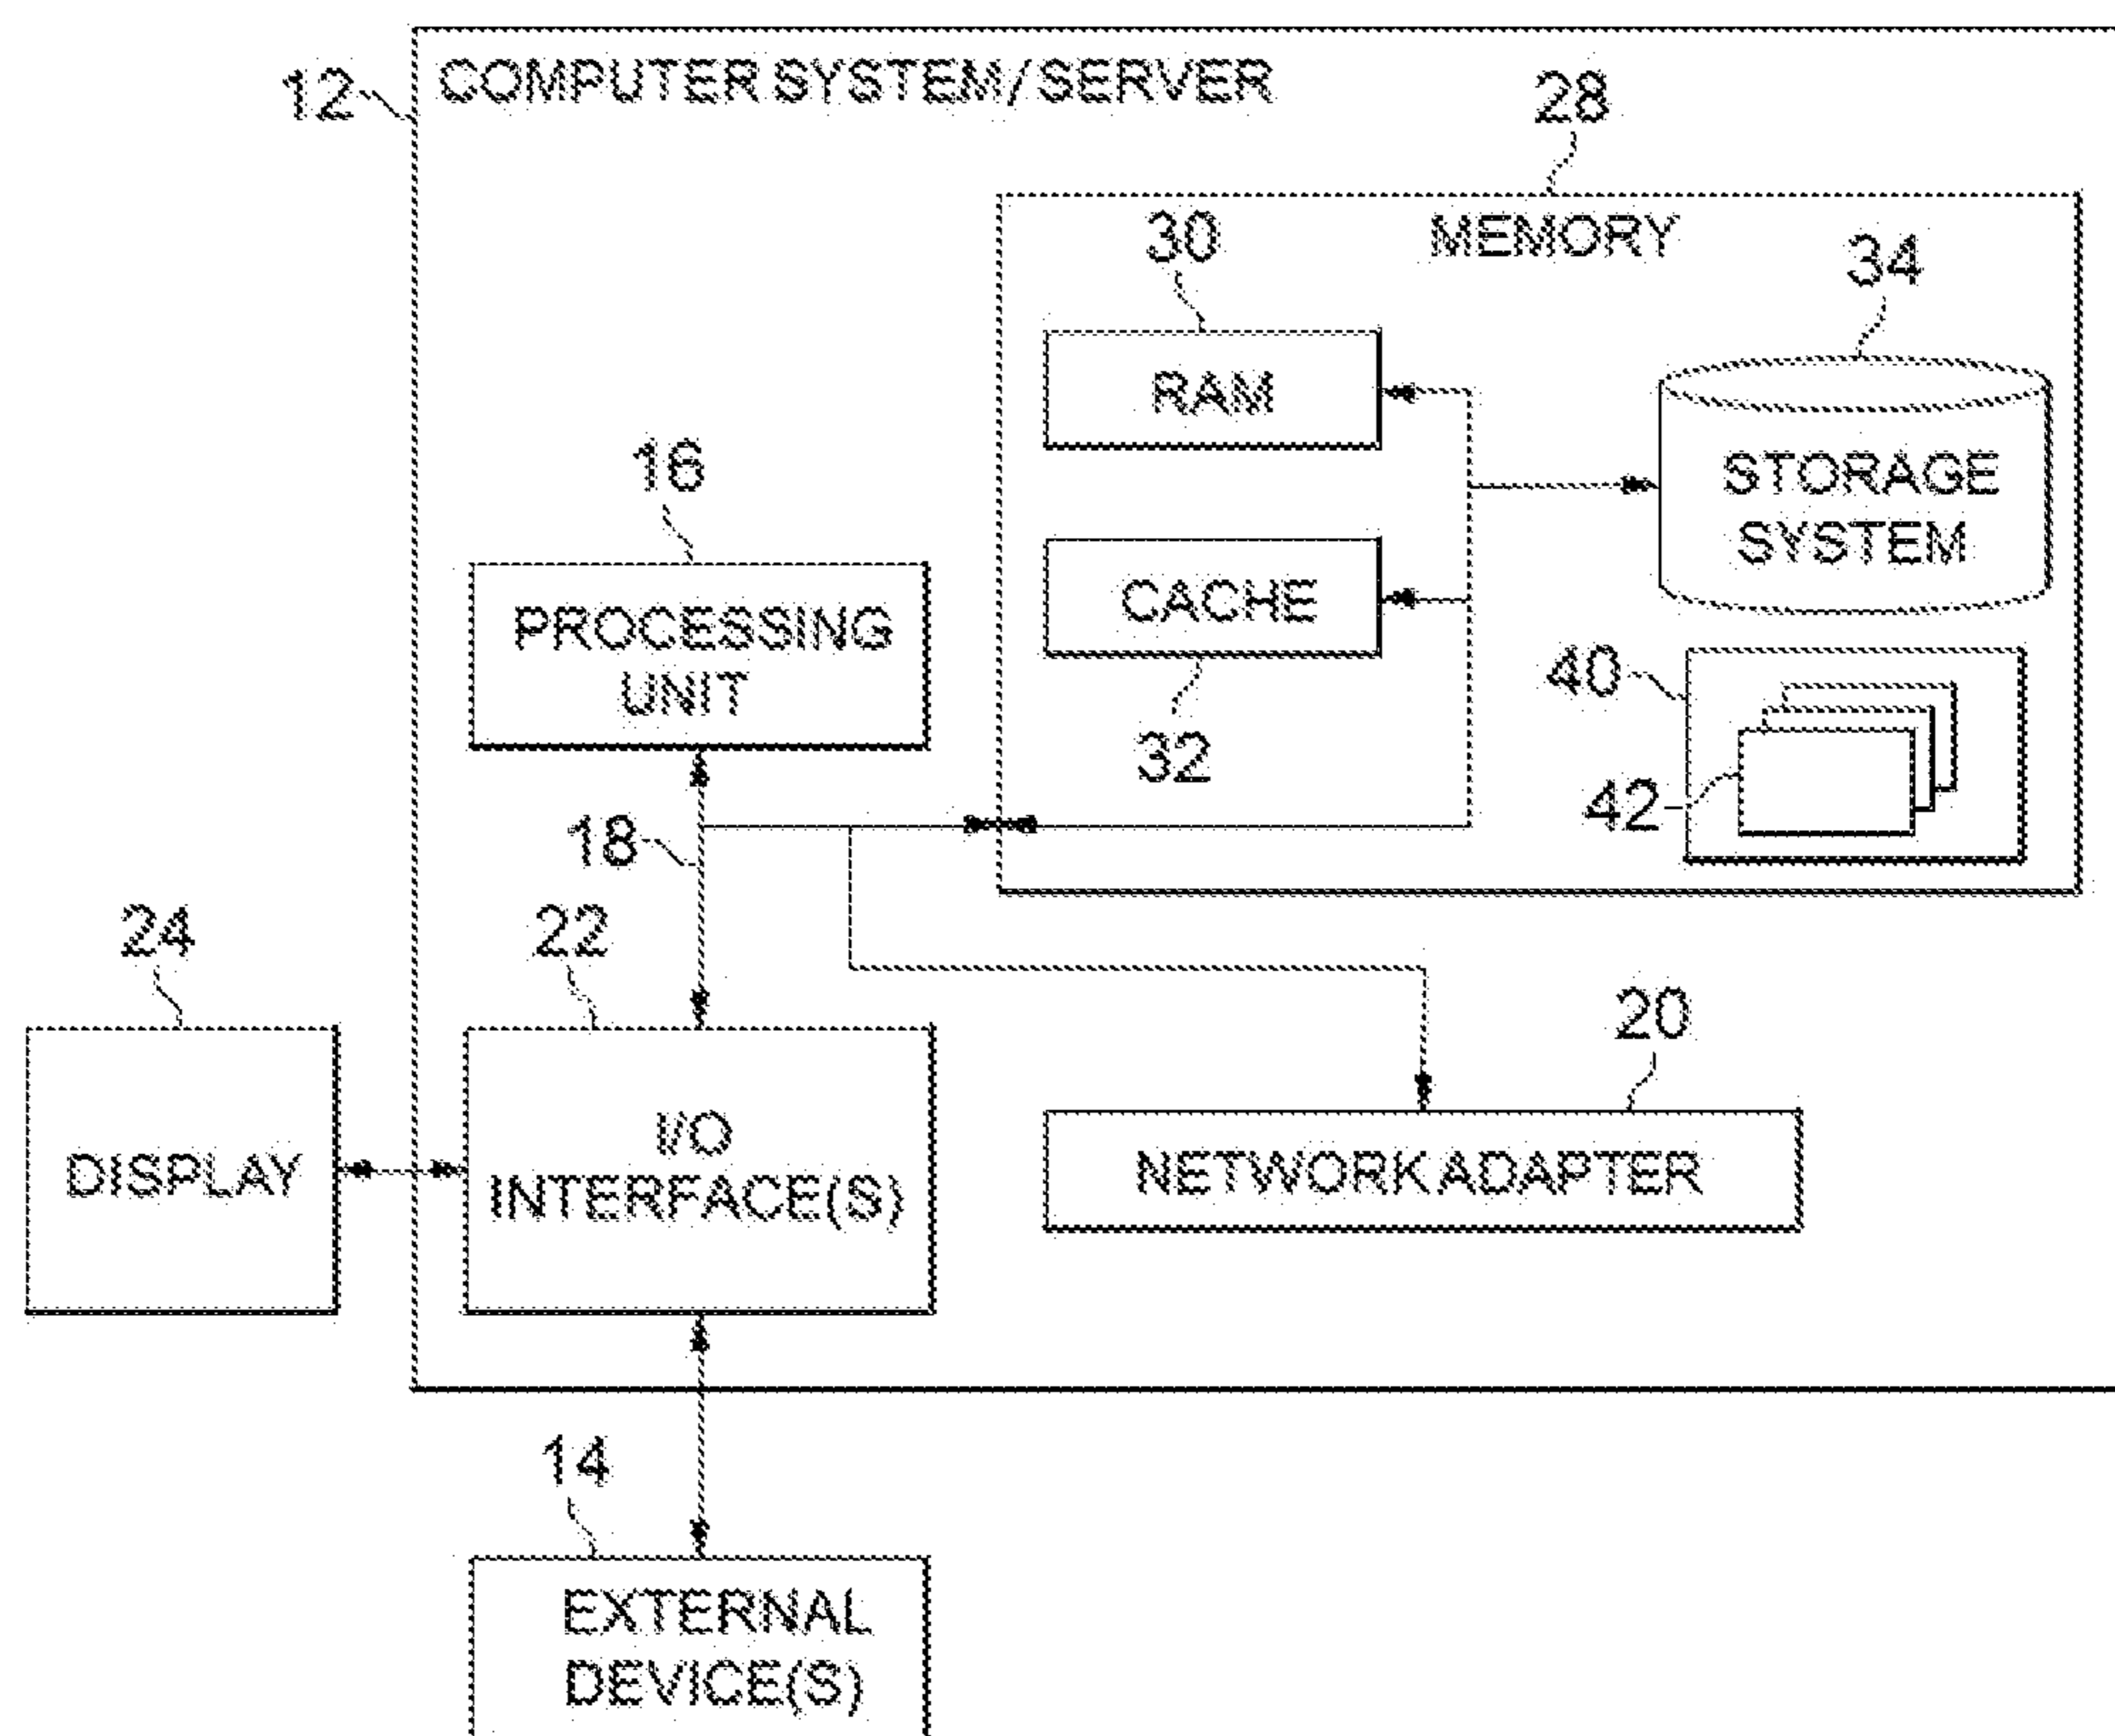 12
COMPUTER SYSTEM/SERVER
28
MEMORY
30
34
RAM
STORAGE
SYSTEM
16
PROCESSING
UNIT
CACHE
32
40
42
18
24
22
20
DISPLAY
I/O
INTERFACE(S)
NETWORK ADAPTER
14
EXTERNAL
DEVICE(S)